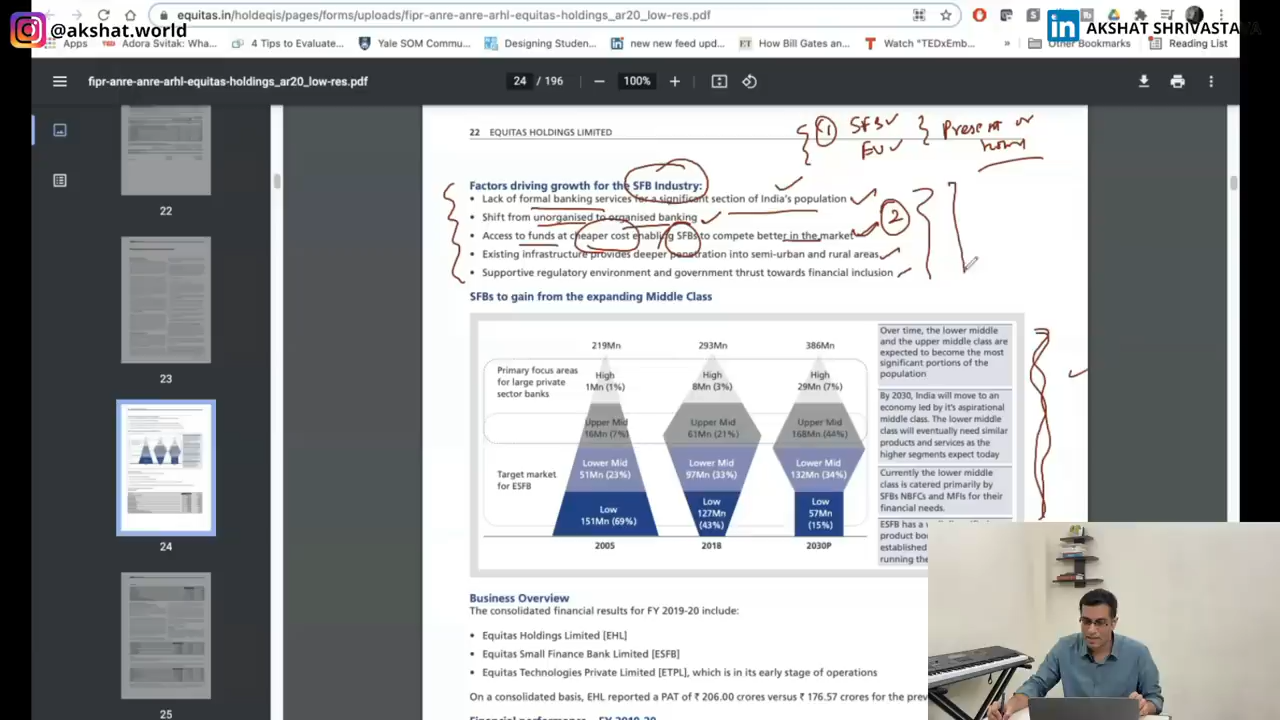 equitas.in/holdeqis/pages/forms/uploads/fipr-anre-anre-arhl-equitas-holdings_ar20_low-res.pdf
@akshat.world
in AKSHAT SHRIVASTAVA
Apps
Adora Svitak: Wha...
4 Tips to Evaluate...
Yale SOM Commu...
Designing Studen...
new new feed upd...
How Bill Gates an...
Watch "TEDxEmb...
»
Other Bookmarks
Reading List
fipr-anre-anre-arhl-equitas-holdings_ar20_low-res.pdf
24 / 196
100%
22
23
24
25
22 EQUITAS HOLDINGS LIMITED
1 SFB
Present or
Factors driving growth for the SFB Industry:
• Lack of formal banking services for a significant section of India's population
• Shift from unorganised to organised banking
2
• Access to funds at cheaper cost enabling SFBs to compete better in the market
• Existing infrastructure provides deeper penetration into semi-urban and rural areas
• Supportive regulatory environment and government thrust towards financial inclusion
SFBs to gain from the expanding Middle Class
Primary focus areas
for large private
sector banks
Target market
for ESFB
219Mn
High
1Mn (1%)
Upper Mid
16Mn (7%)
Lower Mid
51Mn (23%)
Low
151Mn (69%)
2005
293Mn
High
8Mn (3%)
Upper Mid
61Mn (21%)
Lower Mid
97Mn (33%)
Low
127Mn
(43%)
2018
386Mn
High
29Mn (7%)
Upper Mid
168Mn (44%)
Lower Mid
132Mn (34%)
Low
57Mn
(15%)
2030P
Over time, the lower middle
and the upper middle class are
expected to become the most
significant portions of the
population
By 2030, India will move to an
economy led by it's aspirational
middle class. The lower middle
class will eventually need similar
products and services as the
higher segments expect today
Currently the lower middle
class is catered primarily by
SFBs NBFCs and MFIs for their
financial needs.
ESFB has a
product
established
running the
Business Overview
The consolidated financial results for FY 2019-20 include:
• Equitas Holdings Limited [EHL]
• Equitas Small Finance Bank Limited [ESFB]
• Equitas Technologies Private Limited [ETPL], which is in its early stage of operations
On a consolidated basis, EHL reported a PAT of ₹ 206.00 crores versus ₹ 176.57 crores for the prev
Financial performance – FY 2019-20